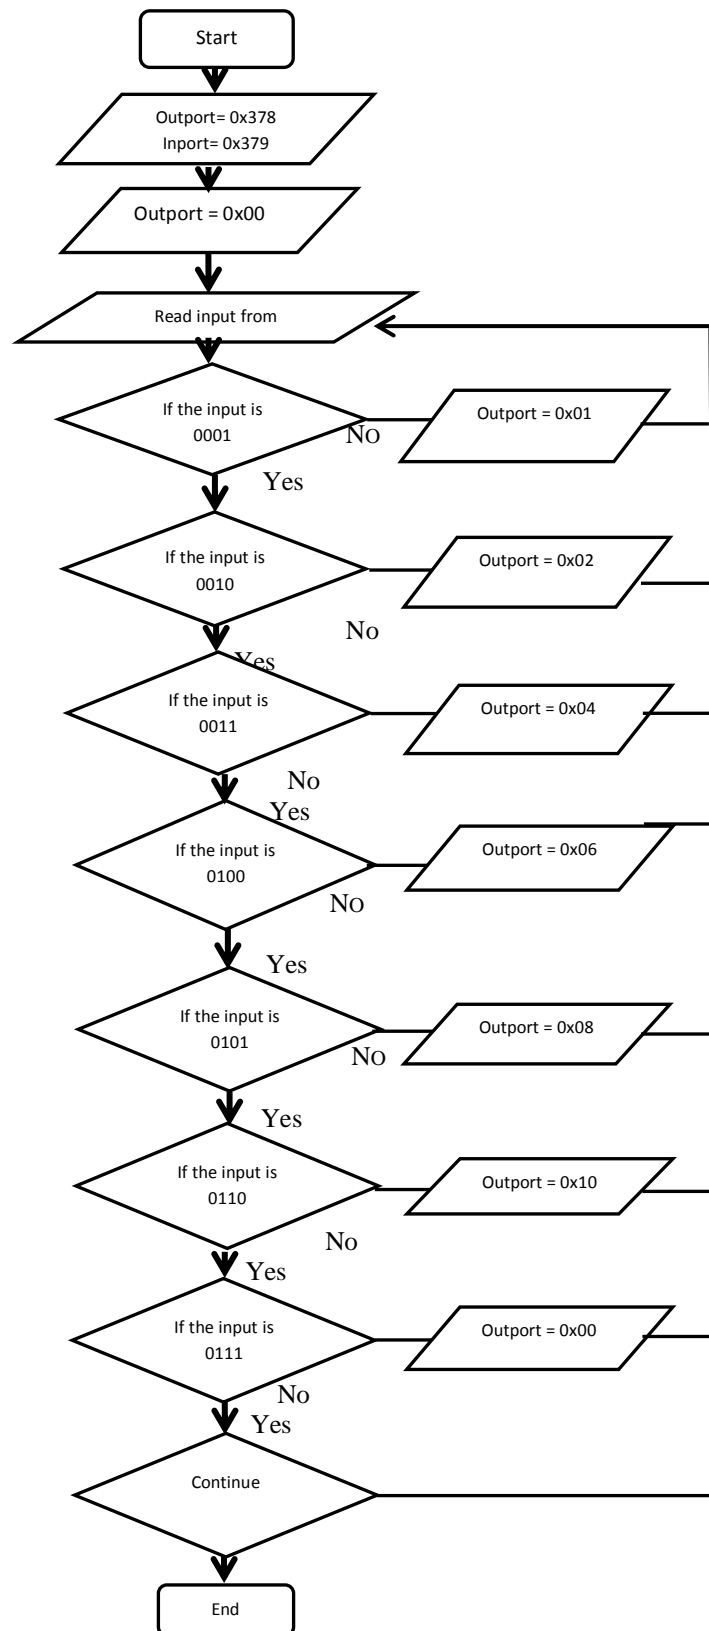 Start
Outport= 0x378
Inport= 0x379
Outport = 0x00
Read input from
If the input is
0001
No
Outport = 0x01
Yes
If the input is
0010
Outport = 0x02
No
Yes
If the input is
0011
Outport = 0x04
No
Yes
If the input is
0100
Outport = 0x06
No
Yes
If the input is
0101
Outport = 0x08
No
Yes
If the input is
0110
Outport = 0x10
No
Yes
If the input is
0111
Outport = 0x00
No
Yes
Continue
End